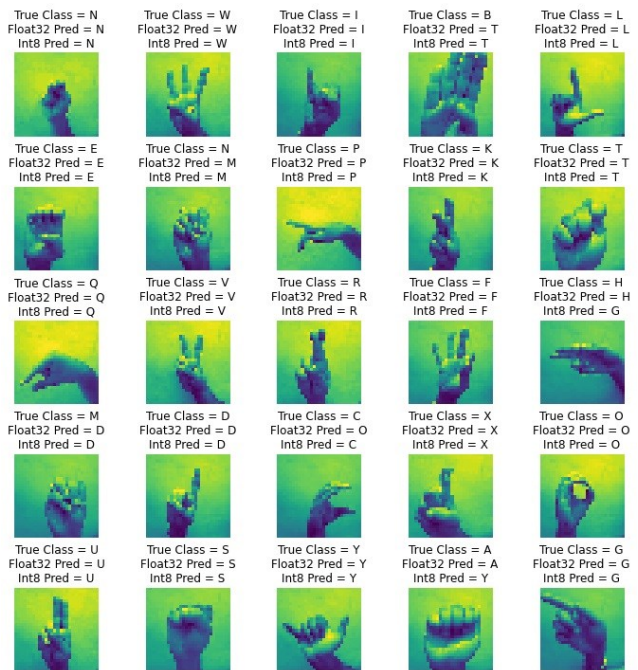 True Class = N
Float32 Pred = N
Int8 Pred = N
True Class = W
Float32 Pred = W
Int8 Pred = W
True Class = I
Float32 Pred = I
Int8 Pred = I
True Class = B
Float32 Pred = T
Int8 Pred = T
True Class = L
Float32 Pred = L
Int8 Pred = L
True Class = E
Float32 Pred = E
Int8 Pred = E
True Class = N
Float32 Pred = M
Int8 Pred = M
True Class = P
Float32 Pred = P
Int8 Pred = P
True Class = K
Float32 Pred = K
Int8 Pred = K
True Class = T
Float32 Pred = T
Int8 Pred = T
True Class = Q
Float32 Pred = Q
Int8 Pred = Q
True Class = V
Float32 Pred = V
Int8 Pred = V
True Class = R
Float32 Pred = R
Int8 Pred = R
True Class = F
Float32 Pred = F
Int8 Pred = F
True Class = H
Float32 Pred = H
Int8 Pred = G
True Class = M
Float32 Pred = D
Int8 Pred = D
True Class = D
Float32 Pred = D
Int8 Pred = D
True Class = C
Float32 Pred = O
Int8 Pred = C
True Class = X
Float32 Pred = X
Int8 Pred = X
True Class = O
Float32 Pred = O
Int8 Pred = O
True Class = U
Float32 Pred = U
Int8 Pred = U
True Class = S
Float32 Pred = S
Int8 Pred = S
True Class = Y
Float32 Pred = Y
Int8 Pred = Y
True Class = A
Float32 Pred = A
Int8 Pred = Y
True Class = G
Float32 Pred = G
Int8 Pred = G